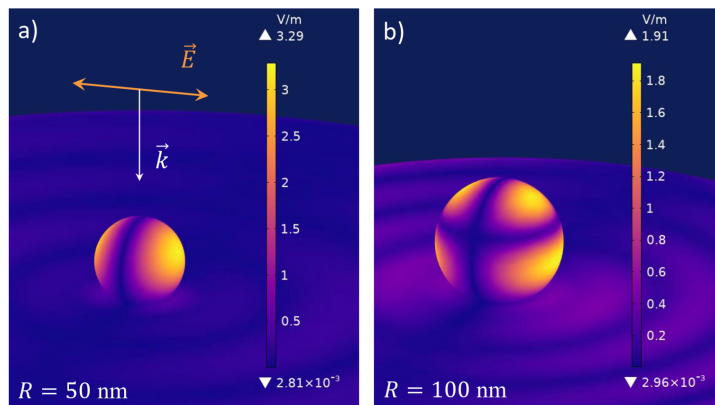 a)
V/m
▲ 3.29
E⃗
3
2.5
k⃗
2
1.5
1
0.5
R = 50 nm
▼ 2.81×10⁻³
b)
V/m
▲ 1.91
1.8
1.6
1.4
1.2
1
0.8
0.6
0.4
0.2
R = 100 nm
▼ 2.96×10⁻³